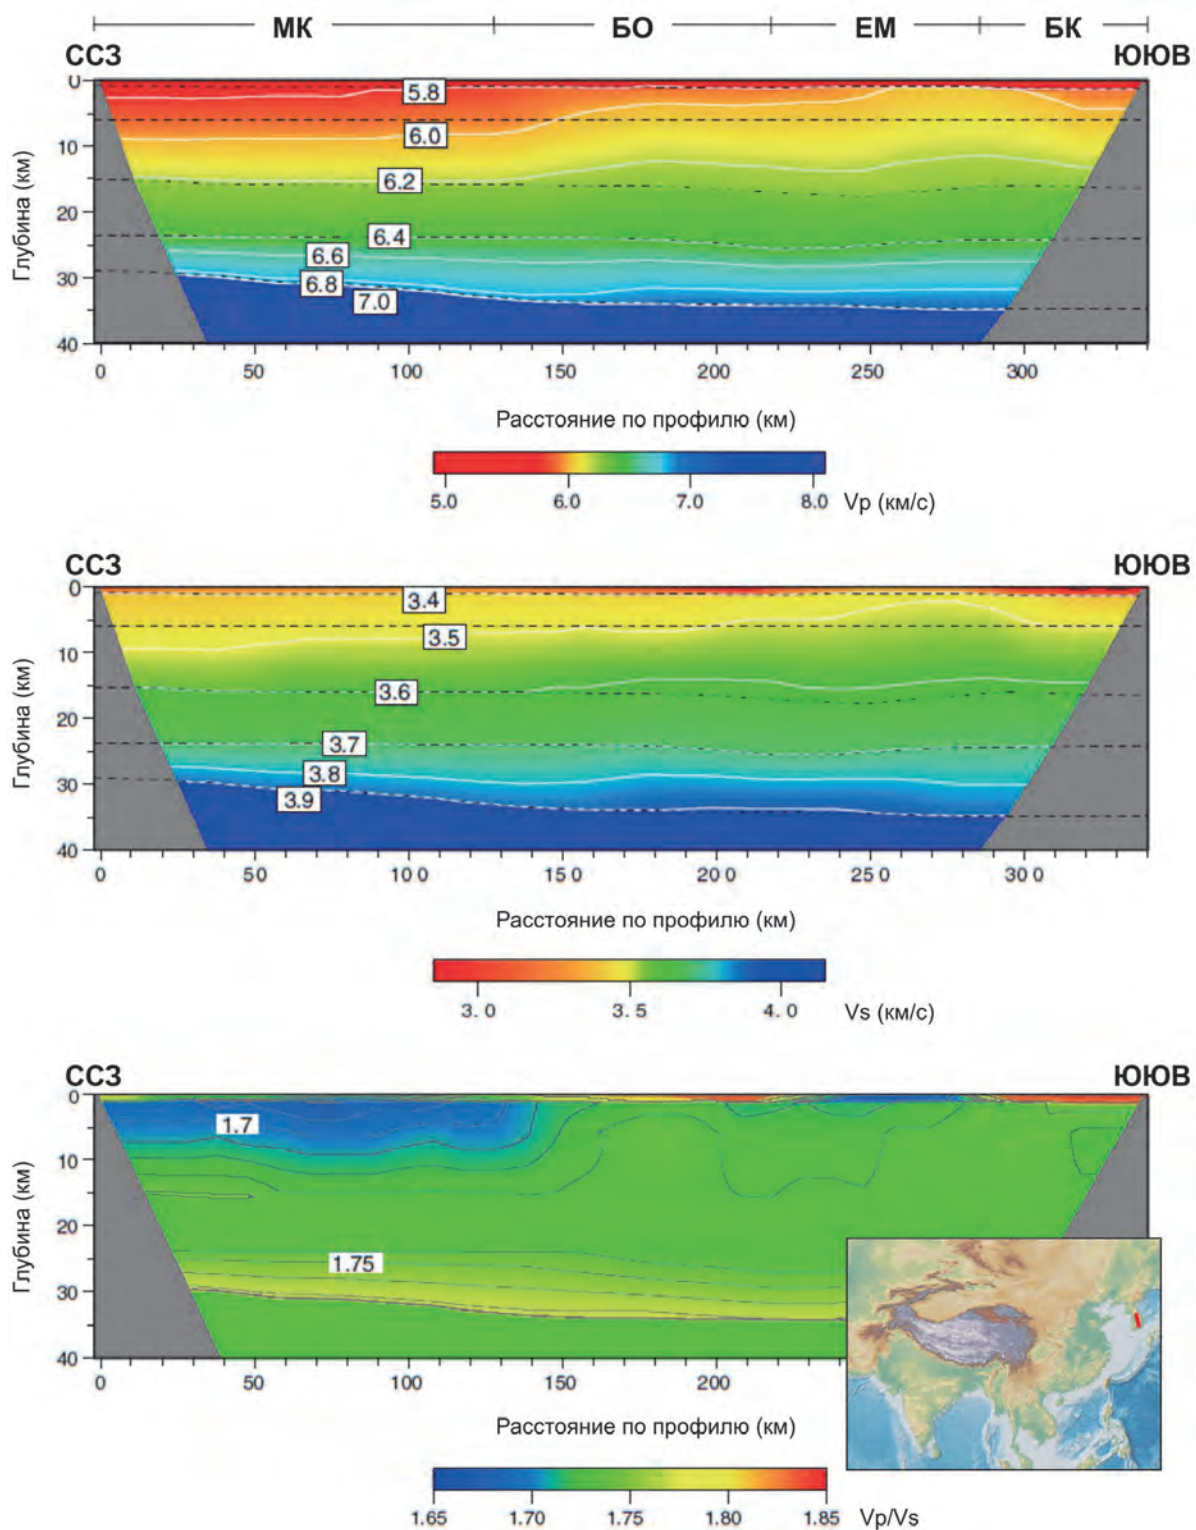 МК БО ЕМ БК
ССЗ ЮЮВ
0
10
20
30
40
Глубина (км)
5.8
6.0
6.2
6.4
6.6
6.8
7.0
0 50 100 150 200 250 300
Расстояние по профилю (км)
5.0 6.0 7.0 8.0 Vp (км/с)
ССЗ ЮЮВ
0
10
20
30
40
Глубина (км)
3.4
3.5
3.6
3.7
3.8
3.9
0 50 100 150 200 250 300
Расстояние по профилю (км)
3.0 3.5 4.0 Vs (км/с)
ССЗ ЮЮВ
0
10
20
30
40
Глубина (км)
1.7
1.75
0 50 100 150 200
Расстояние по профилю (км)
1.65 1.70 1.75 1.80 1.85 Vp/Vs